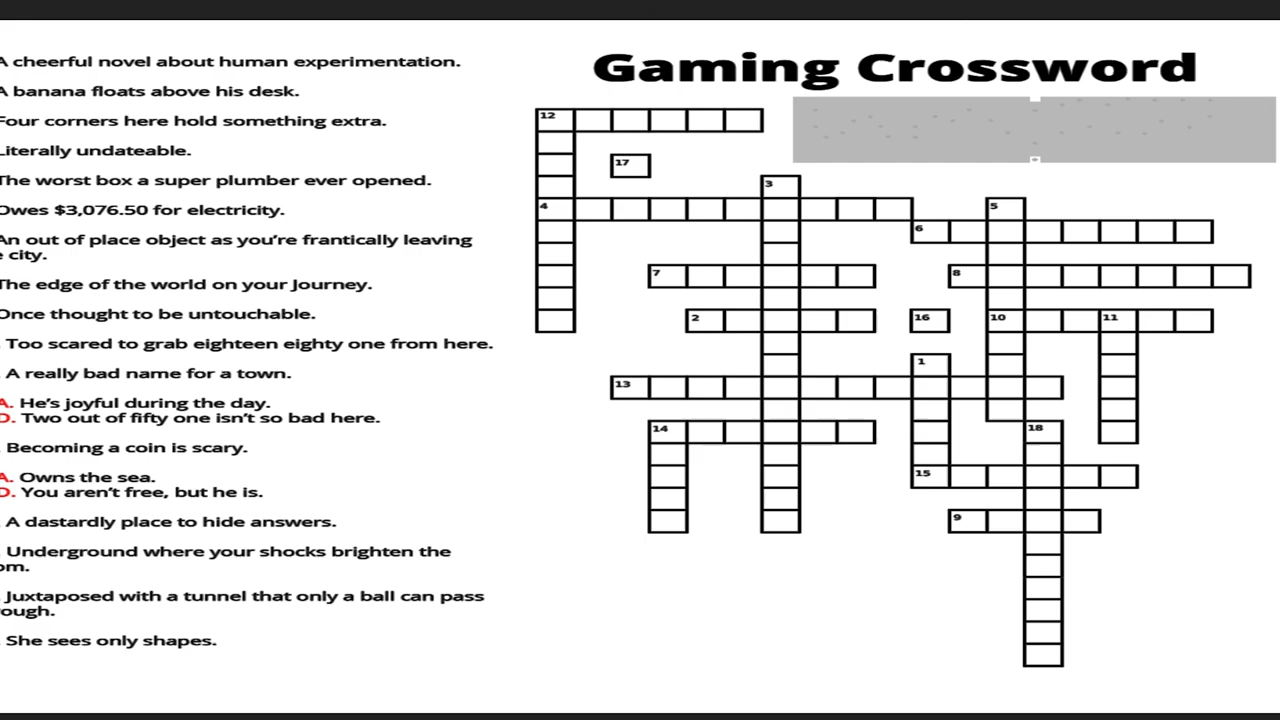 A cheerful novel about human experimentation.
Gaming Crossword
A banana floats above his desk.
Four corners here hold something extra.
Literally undateable.
The worst box a super plumber ever opened.
Owes $3,076.50 for electricity.
An out of place object as you’re frantically leaving
e city.
The edge of the world on your Journey.
Once thought to be untouchable.
. Too scared to grab eighteen eighty one from here.
. A really bad name for a town.
A. He’s joyful during the day.
D. Two out of fifty one isn’t so bad here.
. Becoming a coin is scary.
A. Owns the sea.
D. You aren’t free, but he is.
. A dastardly place to hide answers.
. Underground where your shocks brighten the
om.
. Juxtaposed with a tunnel that only a ball can pass
rough.
. She sees only shapes.
12
17
3
4
5
6
7
8
2
16
10
11
1
13
14
18
15
9